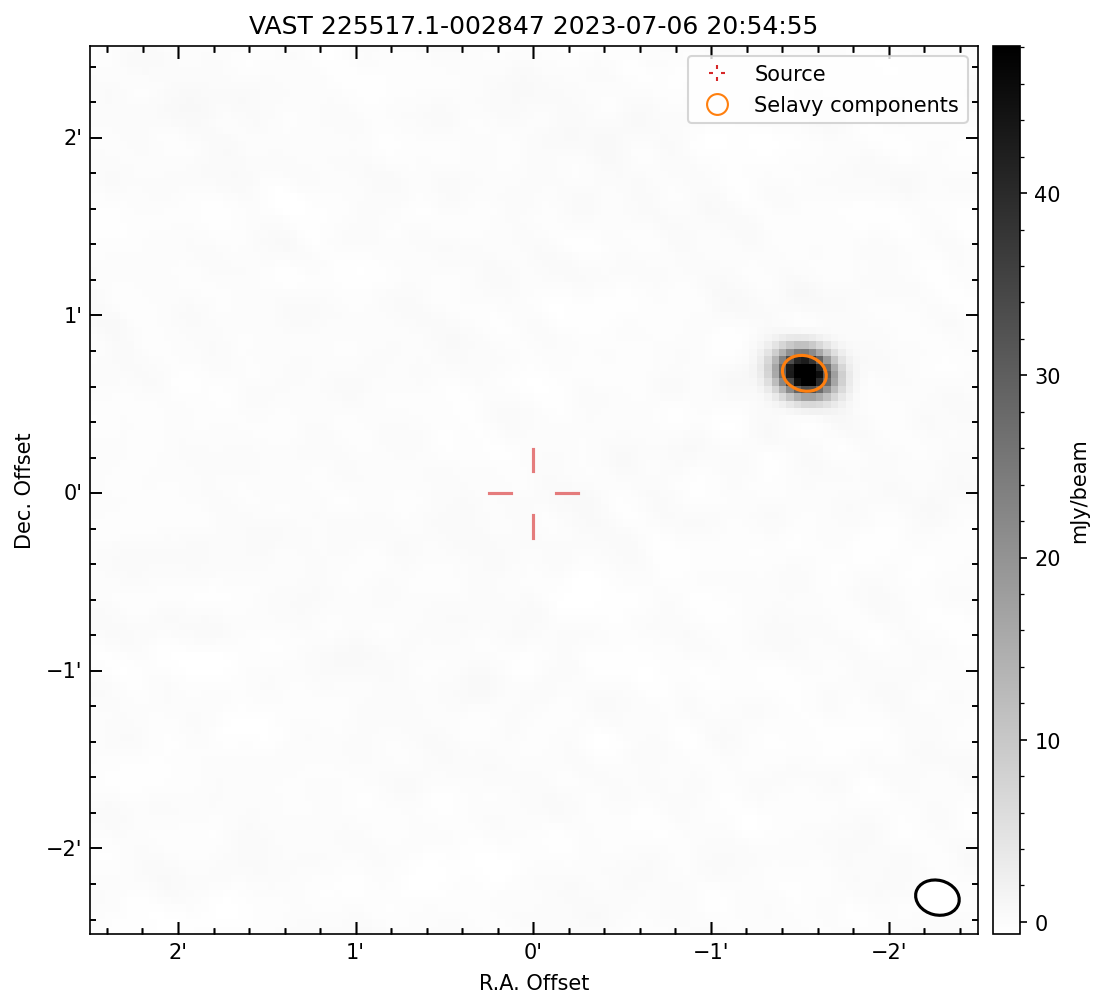 VAST 225517.1-002847 2023-07-06 20:54:55
Source
Selavy components
2'
1'
0'
−1'
−2'
Dec. Offset
2'
1'
0'
−1'
−2'
R.A. Offset
40
30
20
10
0
mJy/beam